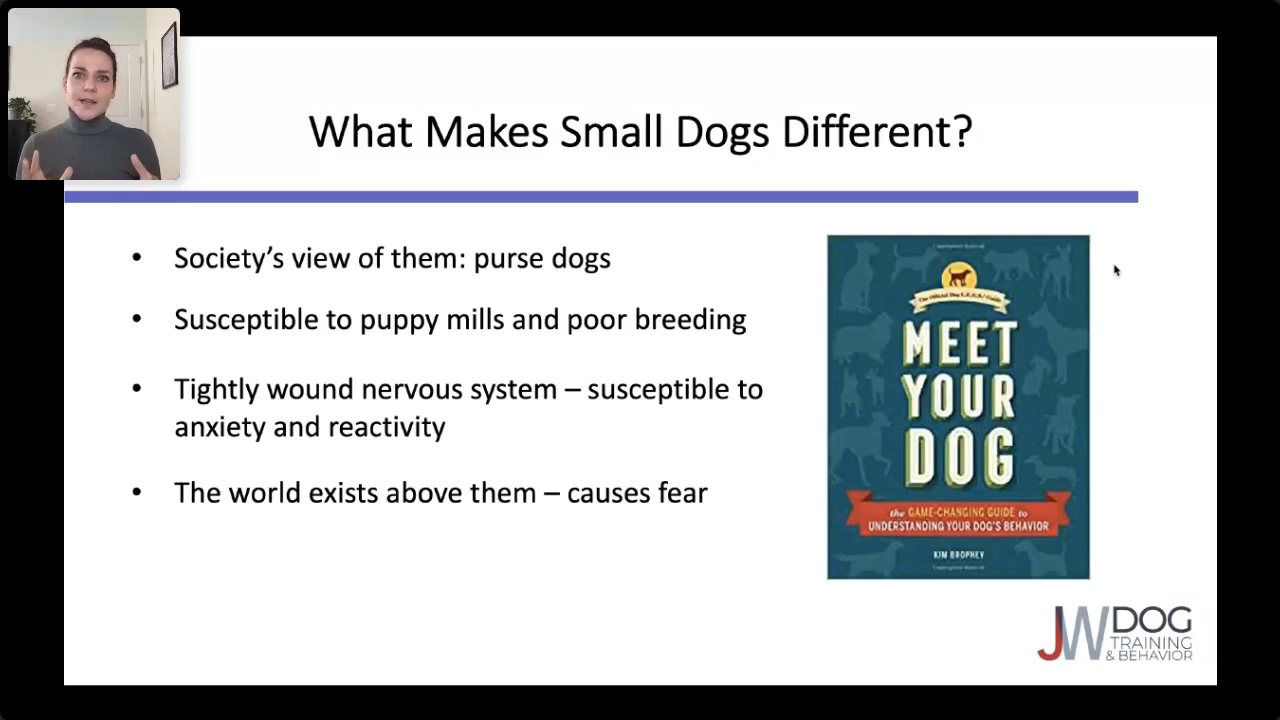 What Makes Small Dogs Different?
• Society’s view of them: purse dogs
• Susceptible to puppy mills and poor breeding
• Tightly wound nervous system – susceptible to
anxiety and reactivity
• The world exists above them – causes fear
MEET
YOUR
DOG
the GAME-CHANGING GUIDE to
UNDERSTANDING YOUR DOG'S BEHAVIOR
KIM BROPHEY
JW DOG
TRAINING
& BEHAVIOR